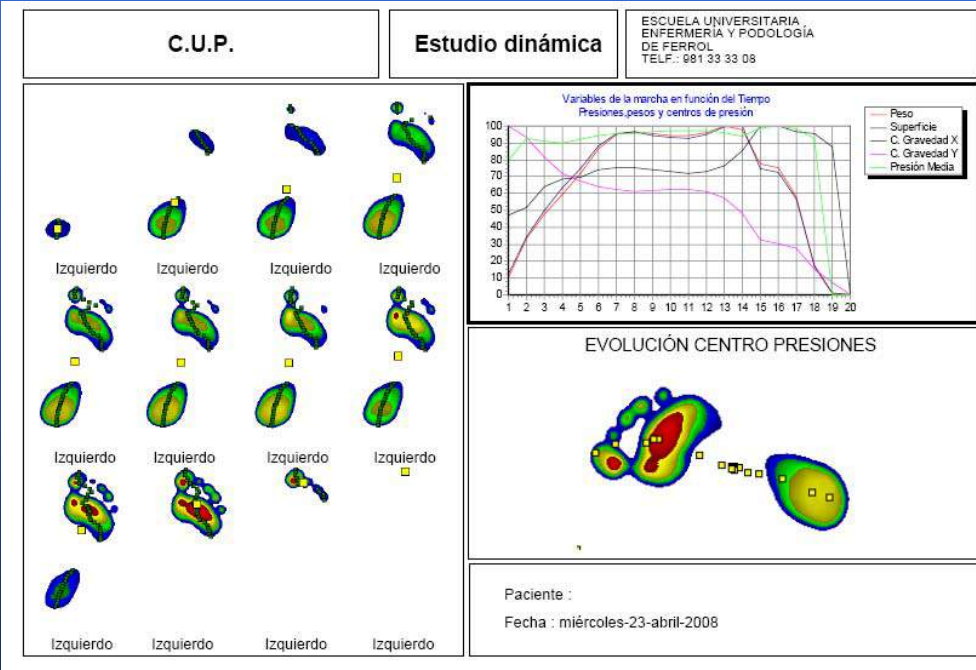 C.U.P.
Estudio dinámica
ESCUELA UNIVERSITARIA
ENFERMERÍA Y PODOLOGÍA
DE FERROL
TELF.: 981 33 33 08
Izquierdo Izquierdo Izquierdo Izquierdo
Izquierdo Izquierdo Izquierdo Izquierdo
Izquierdo Izquierdo Izquierdo Izquierdo
Variables de la marcha en función del Tiempo
Presiones,pesos y centros de presión
100
90
80
70
60
50
40
30
20
10
0
1 2 3 4 5 6 7 8 9 10 11 12 13 14 15 16 17 18 19 20
Peso
Superficie
C. Gravedad X
C. Gravedad Y
Presión Media
EVOLUCIÓN CENTRO PRESIONES
Paciente :
Fecha : miércoles-23-abril-2008